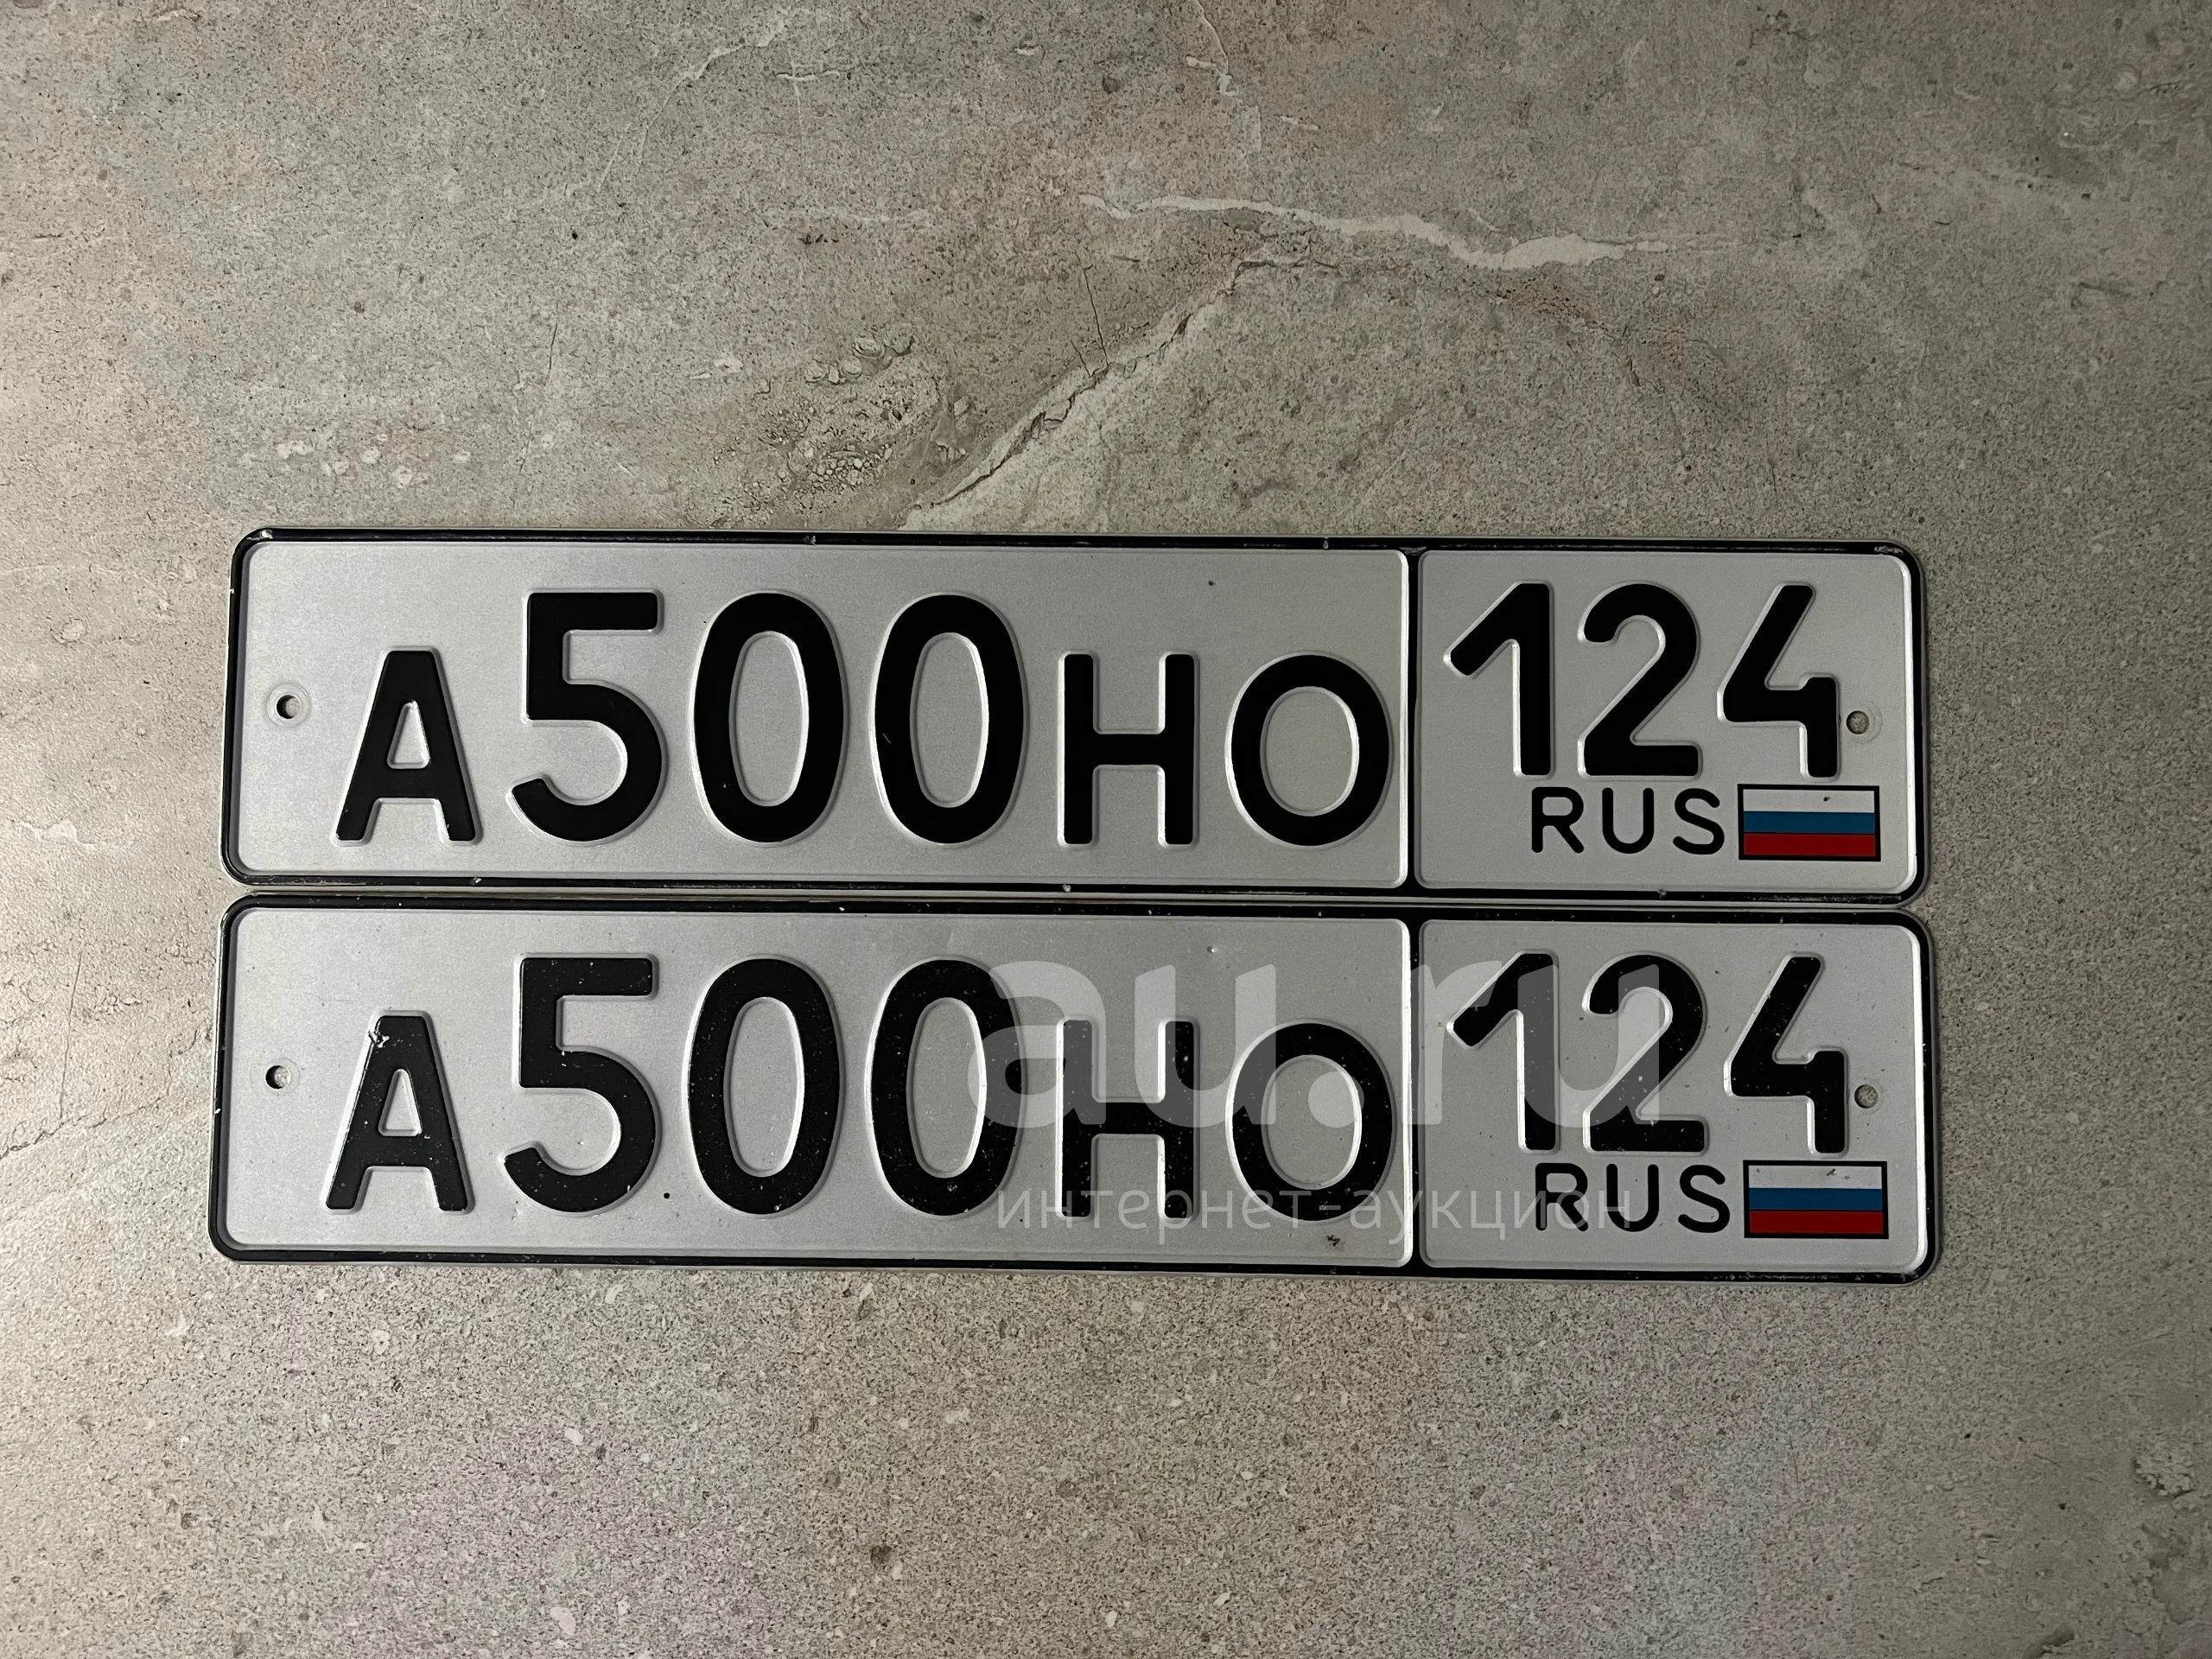 А500НО 124
RUS
А500НО 124
RUS
au.ru
интернет-аукцион